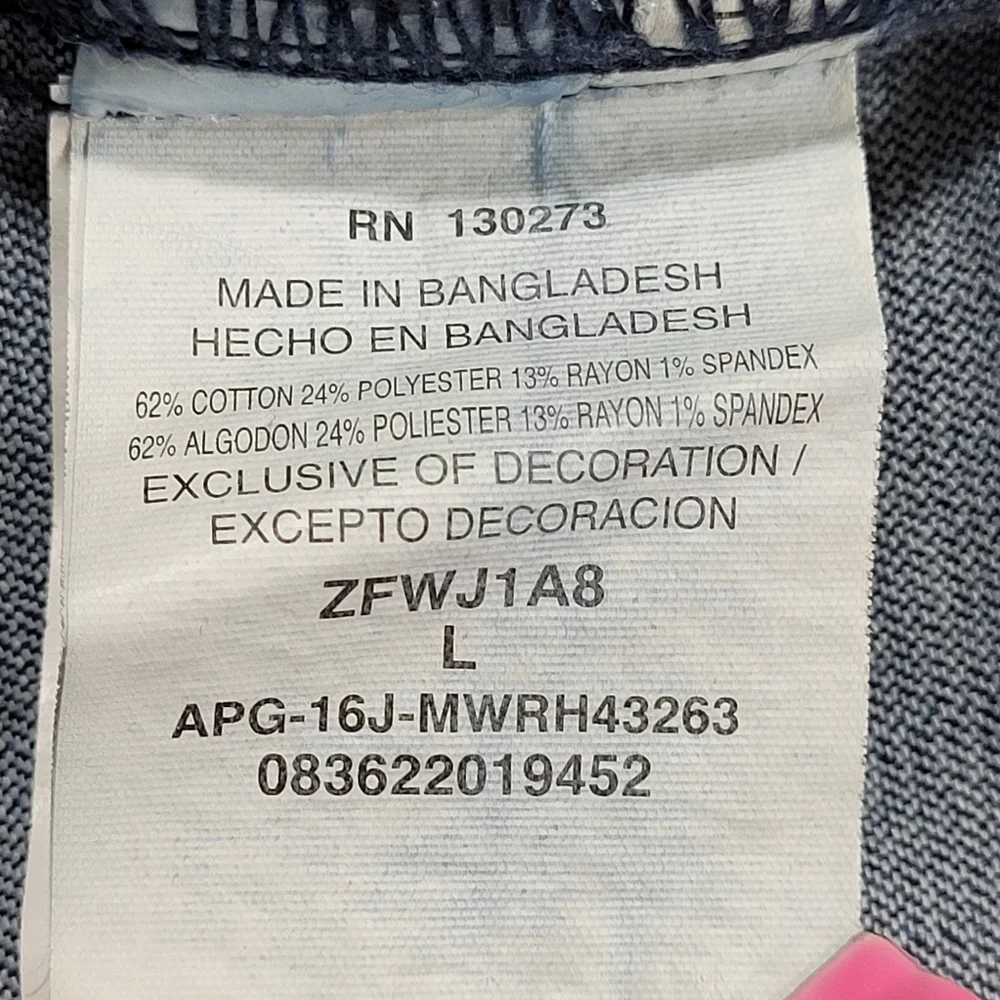 RN 130273
MADE IN BANGLADESH
HECHO EN BANGLADESH
62% COTTON 24% POLYESTER 13% RAYON 1% SPANDEX
62% ALGODON 24% POLIESTER 13% RAYON 1% SPANDEX
EXCLUSIVE OF DECORATION /
EXCEPTO DECORACION
ZFWJ1A8
L
APG-16J-MWRH43263
083622019452